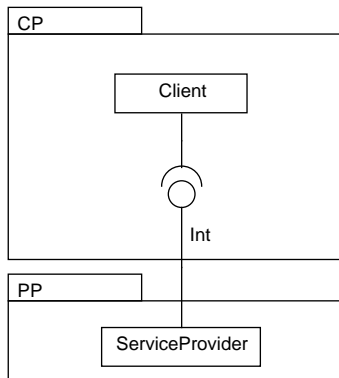 CP
Client
Int
PP
ServiceProvider